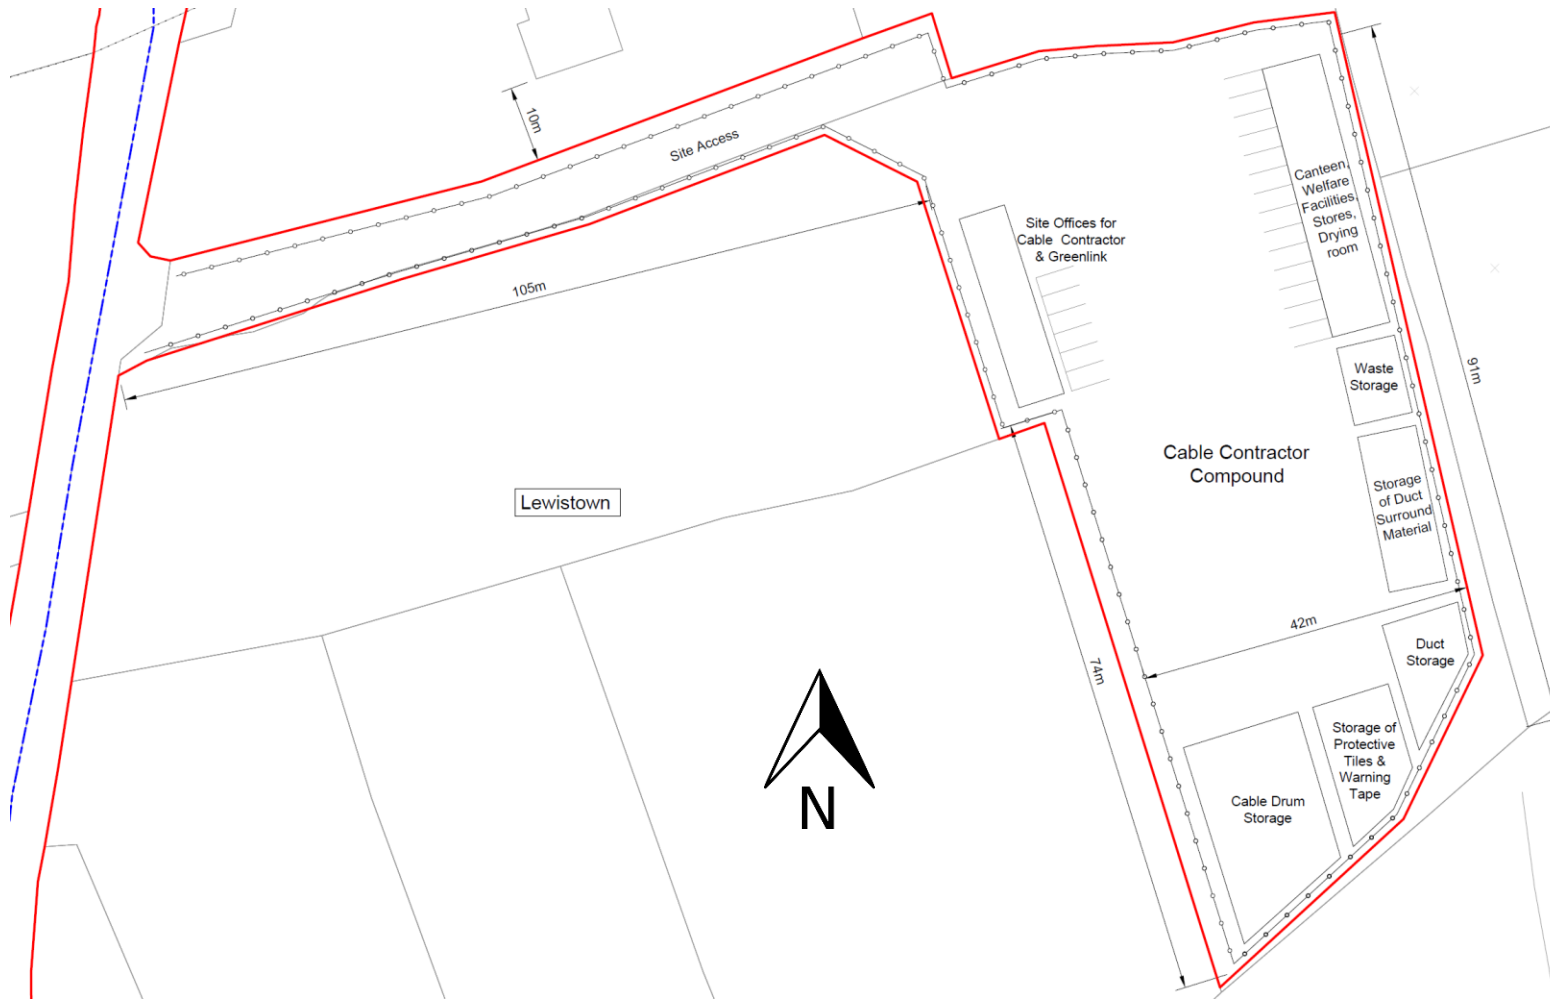 10m
Site Access
Canteen,
Welfare
Facilities,
Stores,
Drying
room
Site Offices for
Cable Contractor
& Greenlink
105m
91m
Waste
Storage
Cable Contractor
Compound
Storage
of Duct
Surround
Material
Lewistown
42m
74m
Duct
Storage
Storage of
Protective
Tiles &
Warning
Tape
Cable Drum
Storage
N